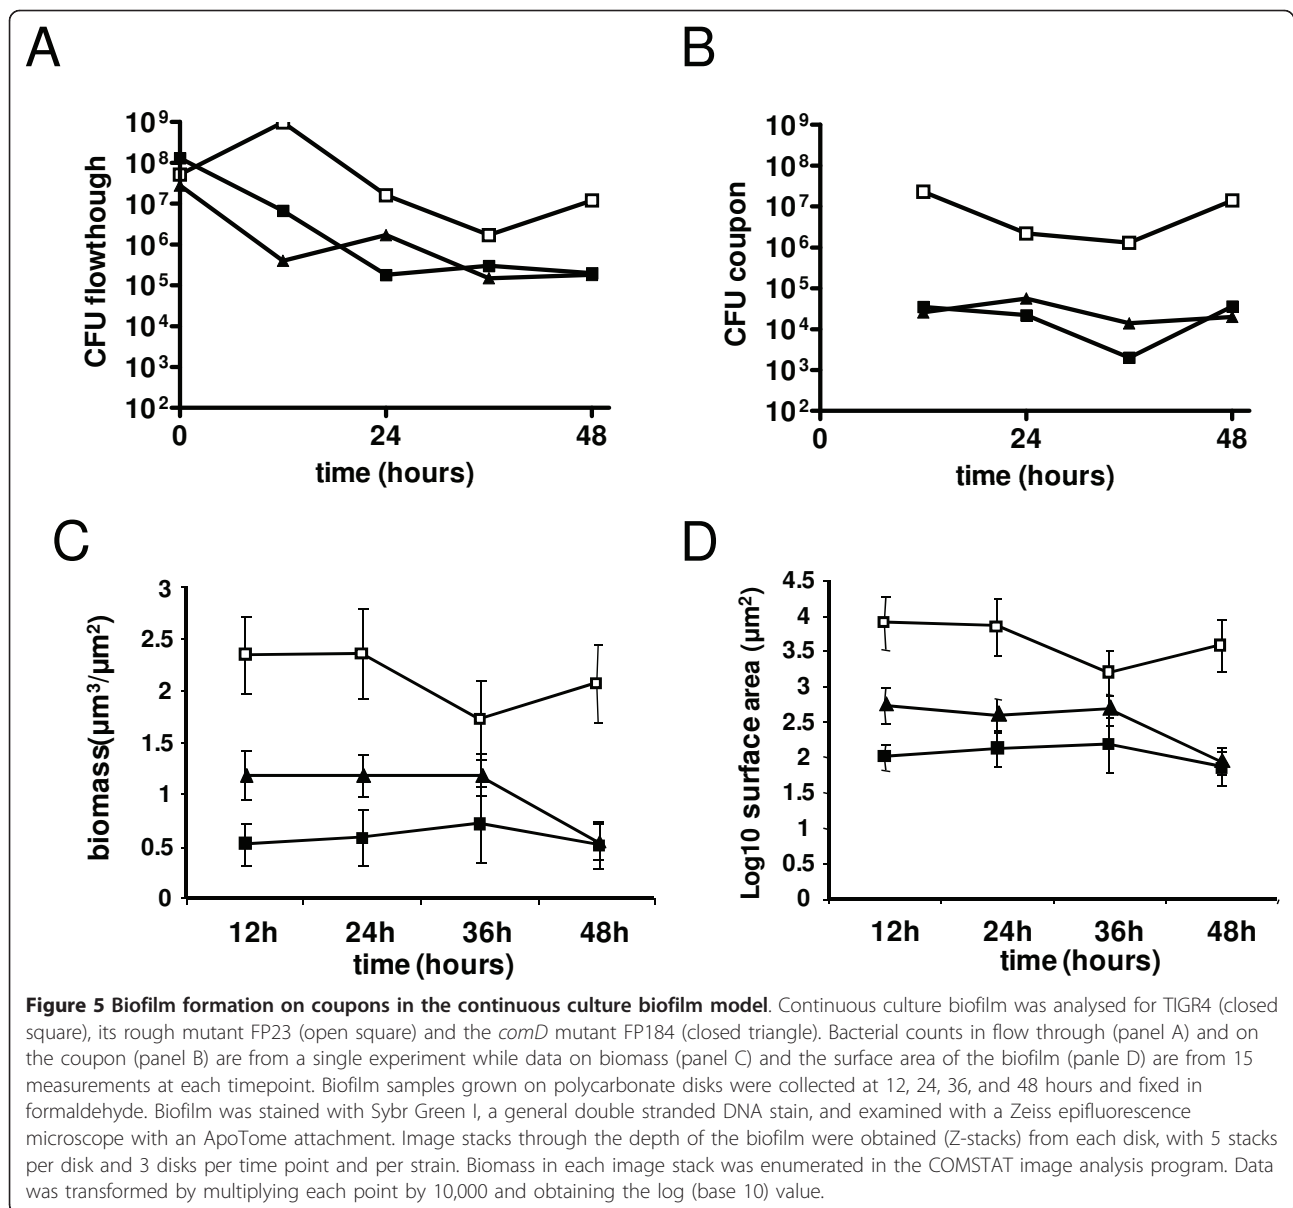 A
B
10⁹
10⁸
10⁷
10⁶
10⁵
10⁴
10³
10²
CFU flowthough
0
24
48
time (hours)
10⁹
10⁸
10⁷
10⁶
10⁵
10⁴
10³
10²
CFU coupon
0
24
48
time (hours)
C
D
3
2.5
2
1.5
1
0.5
0
biomass(µm³/µm²)
12h
24h
36h
48h
time (hours)
4.5
4
3.5
3
2.5
2
1.5
1
0.5
0
Log10 surface area (µm²)
12h
24h
36h
48h
time (hours)
Figure 5 Biofilm formation on coupons in the continuous culture biofilm model. Continuous culture biofilm was analysed for TIGR4 (closed
square), its rough mutant FP23 (open square) and the comD mutant FP184 (closed triangle). Bacterial counts in flow through (panel A) and on
the coupon (panel B) are from a single experiment while data on biomass (panel C) and the surface area of the biofilm (panle D) are from 15
measurements at each timepoint. Biofilm samples grown on polycarbonate disks were collected at 12, 24, 36, and 48 hours and fixed in
formaldehyde. Biofilm was stained with Sybr Green I, a general double stranded DNA stain, and examined with a Zeiss epifluorescence
microscope with an ApoTome attachment. Image stacks through the depth of the biofilm were obtained (Z-stacks) from each disk, with 5 stacks
per disk and 3 disks per time point and per strain. Biomass in each image stack was enumerated in the COMSTAT image analysis program. Data
was transformed by multiplying each point by 10,000 and obtaining the log (base 10) value.